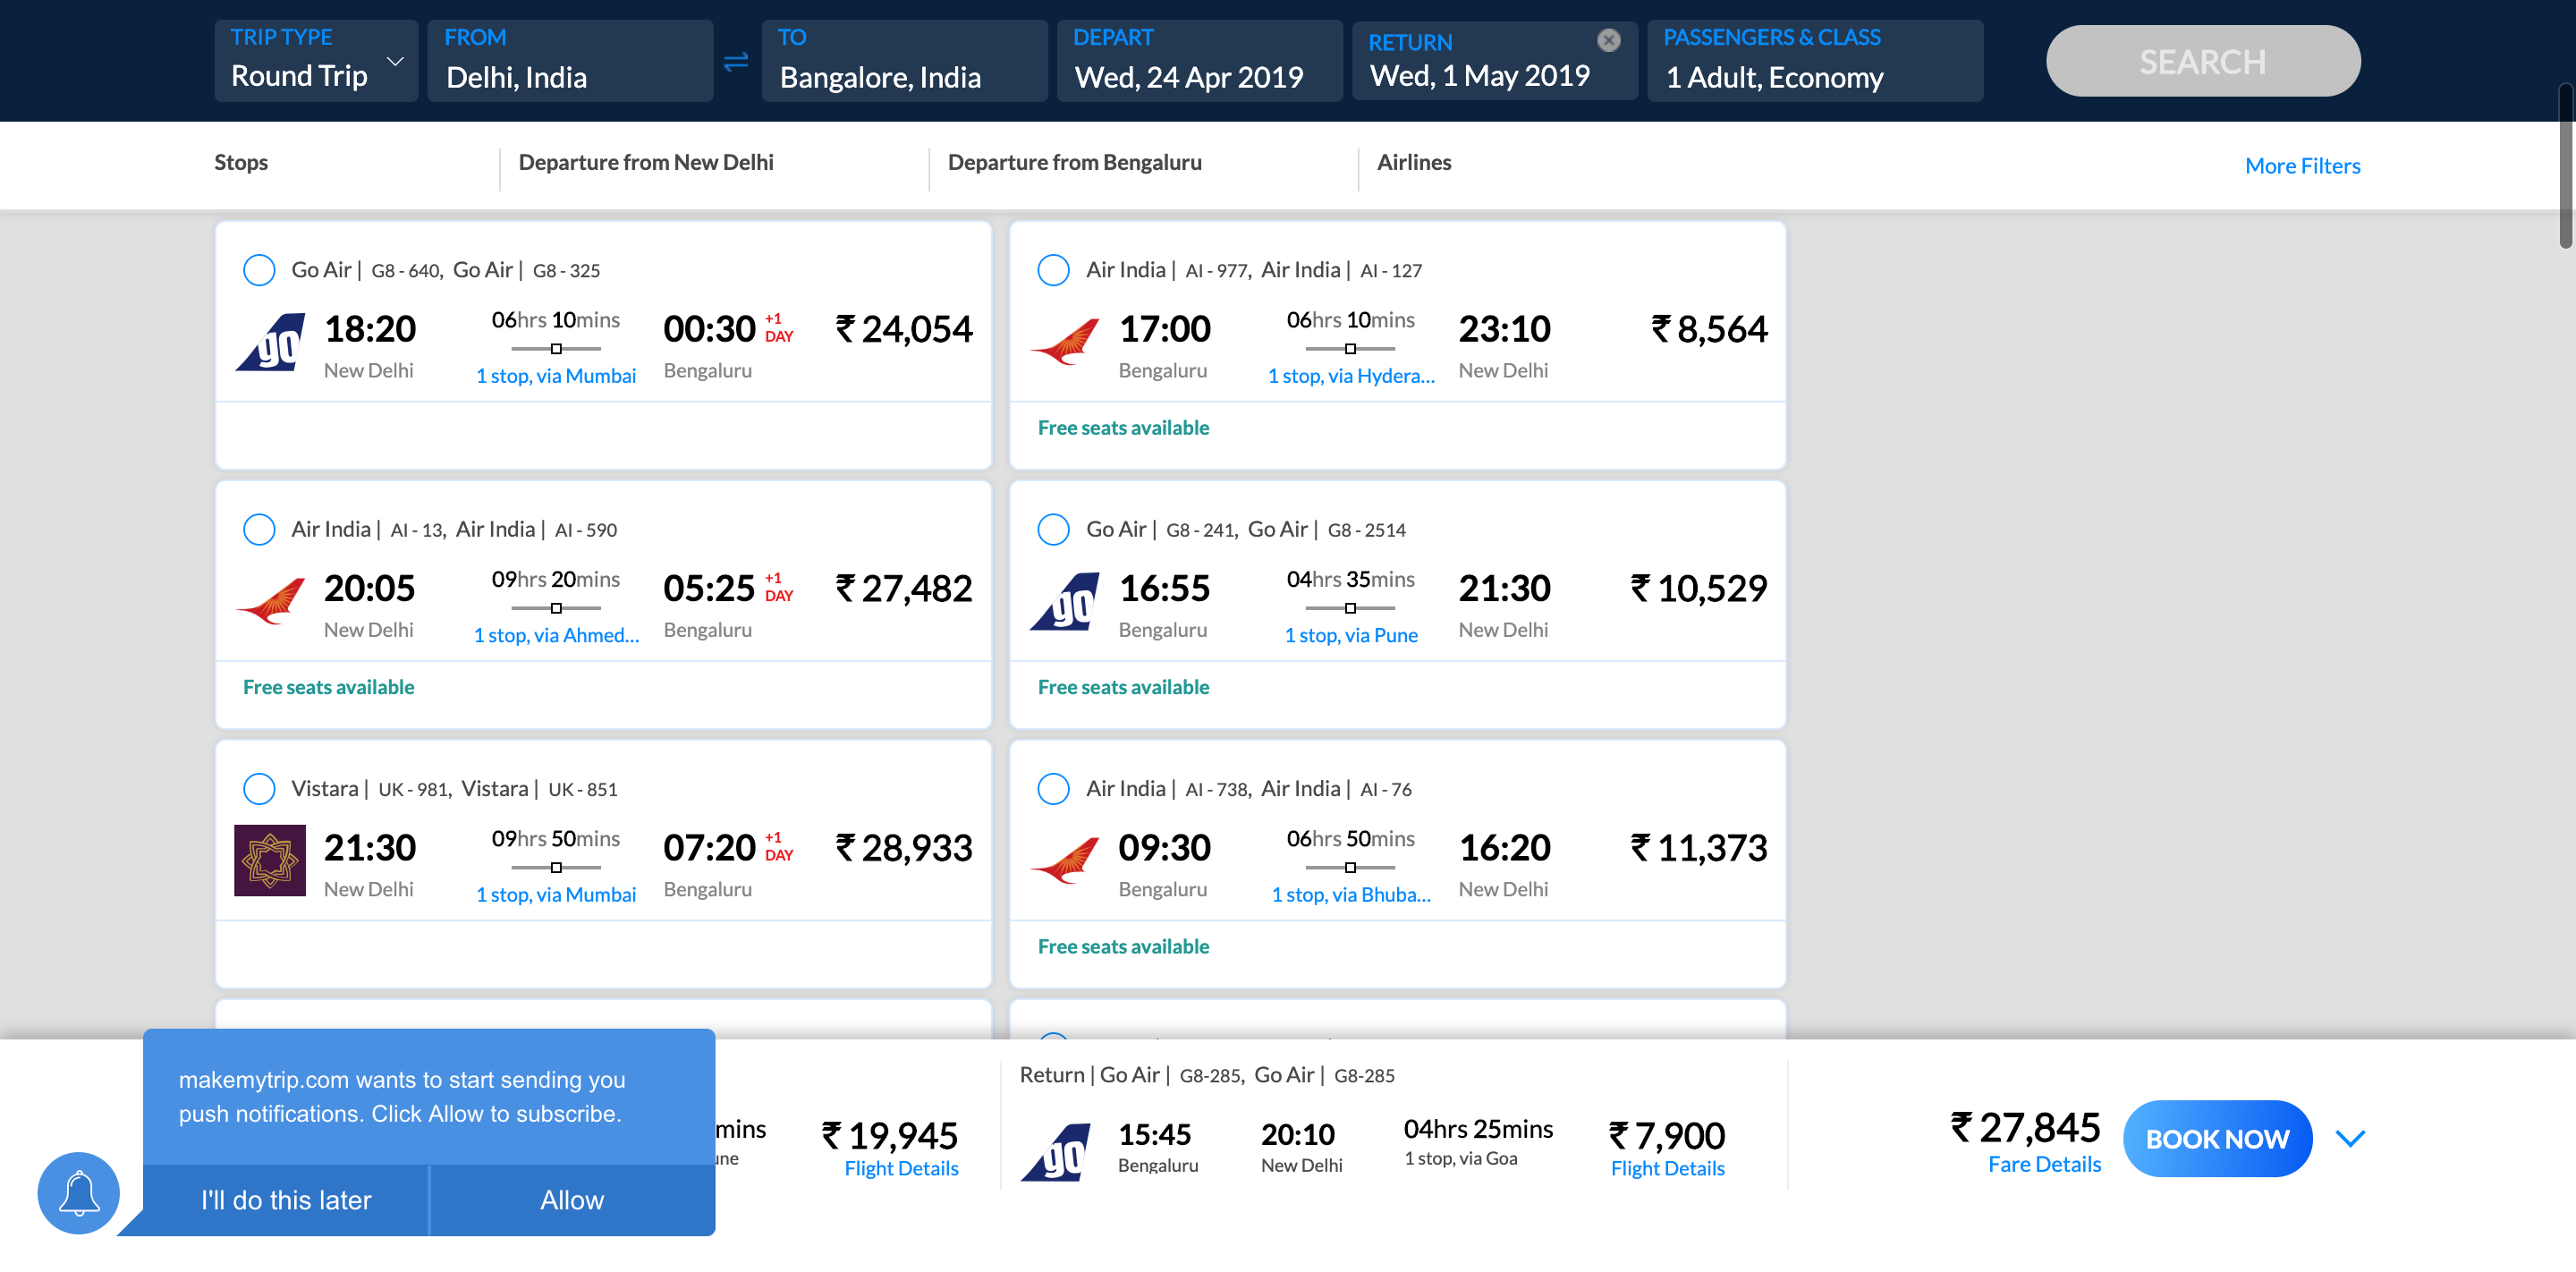 TRIP TYPE
Round Trip
FROM
Delhi, India
TO
Bangalore, India
DEPART
Wed, 24 Apr 2019
RETURN
Wed, 1 May 2019
PASSENGERS & CLASS
1 Adult, Economy
SEARCH
Stops
Departure from New Delhi
Departure from Bengaluru
Airlines
More Filters
Go Air | G8 - 640, Go Air | G8 - 325
go
18:20
New Delhi
06hrs 10mins
1 stop, via Mumbai
00:30 +1 DAY
Bengaluru
₹ 24,054
Air India | AI - 977, Air India | AI - 127
17:00
Bengaluru
06hrs 10mins
1 stop, via Hydera...
23:10
New Delhi
₹ 8,564
Free seats available
Air India | AI - 13, Air India | AI - 590
20:05
New Delhi
09hrs 20mins
1 stop, via Ahmed...
05:25 +1 DAY
Bengaluru
₹ 27,482
Free seats available
Go Air | G8 - 241, Go Air | G8 - 2514
go
16:55
Bengaluru
04hrs 35mins
1 stop, via Pune
21:30
New Delhi
₹ 10,529
Free seats available
Vistara | UK - 981, Vistara | UK - 851
21:30
New Delhi
09hrs 50mins
1 stop, via Mumbai
07:20 +1 DAY
Bengaluru
₹ 28,933
Air India | AI - 738, Air India | AI - 76
09:30
Bengaluru
06hrs 50mins
1 stop, via Bhuba...
16:20
New Delhi
₹ 11,373
Free seats available
makemytrip.com wants to start sending you
push notifications. Click Allow to subscribe.
I'll do this later
Allow
mins
₹ 19,945
Flight Details
Return | Go Air | G8-285, Go Air | G8-285
go
15:45
Bengaluru
20:10
New Delhi
04hrs 25mins
1 stop, via Goa
₹ 7,900
Flight Details
₹ 27,845
Fare Details
BOOK NOW